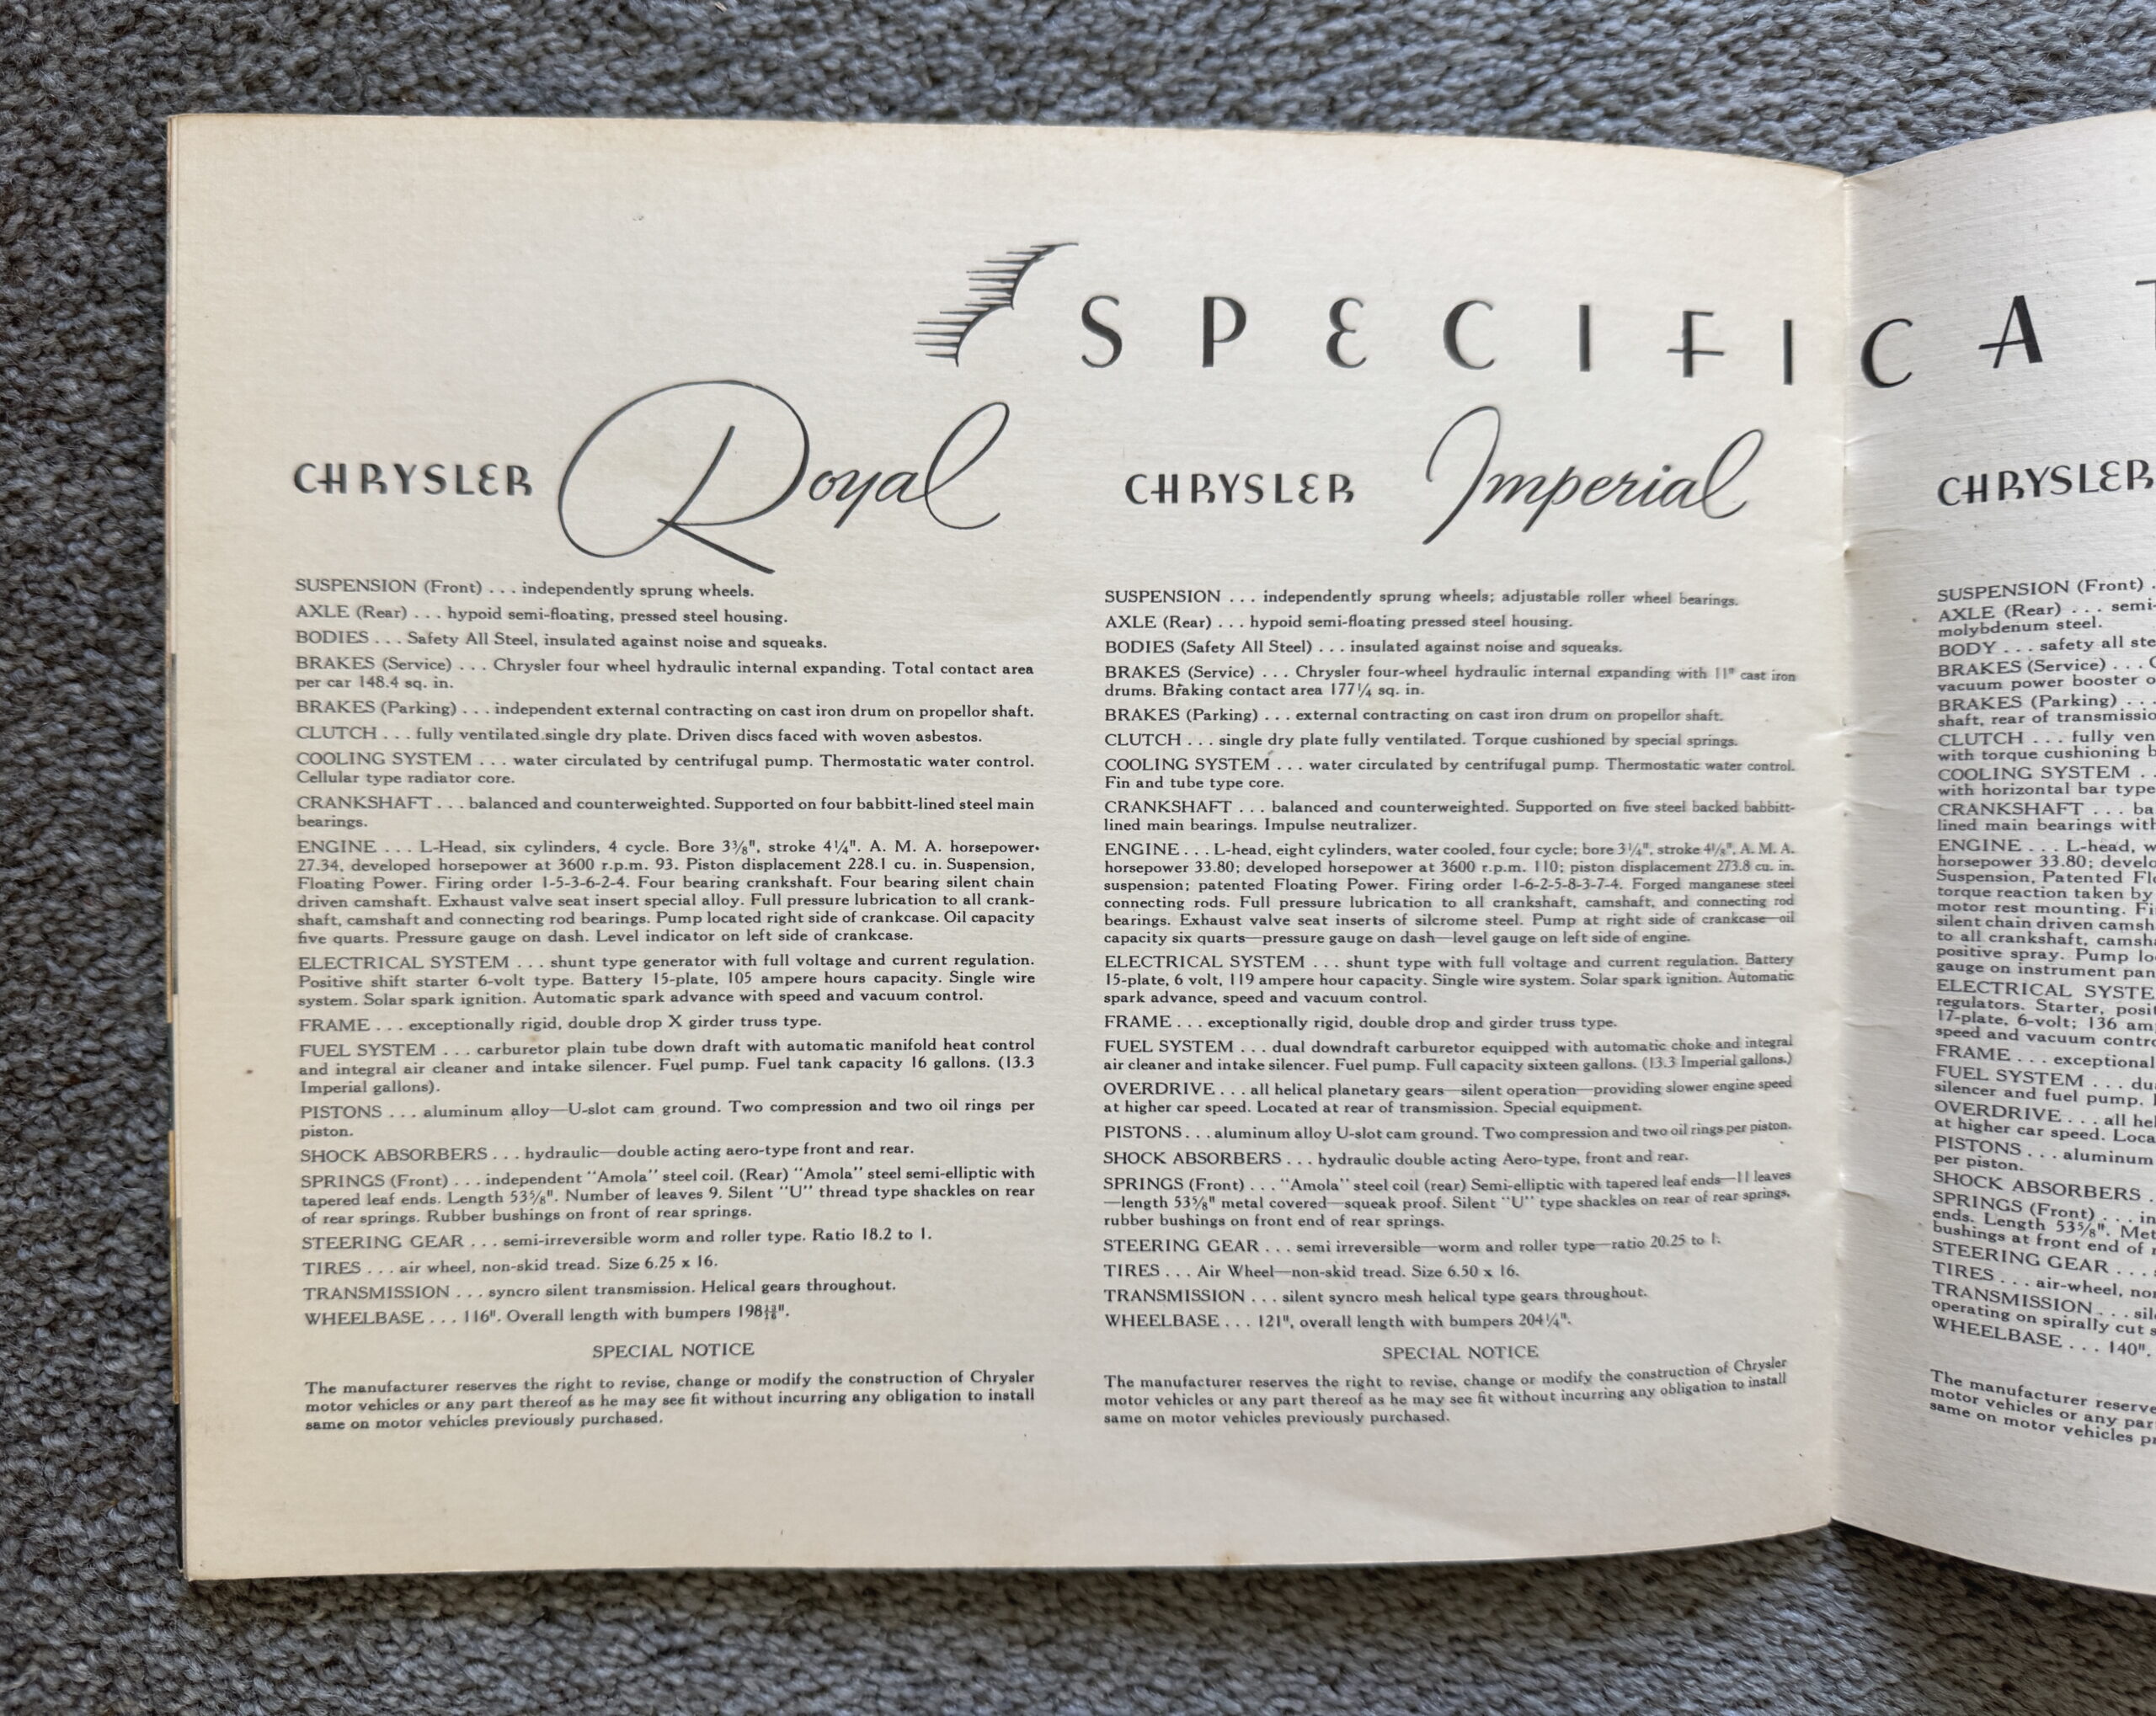 SPECIFICA
CHRYSLER Royal
SUSPENSION (Front) . . . independently sprung wheels.
AXLE (Rear) . . . hypoid semi-floating, pressed steel housing.
BODIES . . . Safety All Steel, insulated against noise and squeaks.
BRAKES (Service) . . . Chrysler four wheel hydraulic internal expanding. Total contact area
per car 148.4 sq. in.
BRAKES (Parking) . . . independent external contracting on cast iron drum on propellor shaft.
CLUTCH . . . fully ventilated single dry plate. Driven discs faced with woven asbestos.
COOLING SYSTEM . . . water circulated by centrifugal pump. Thermostatic water control.
Cellular type radiator core.
CRANKSHAFT . . . balanced and counterweighted. Supported on four babbitt-lined steel main
bearings.
ENGINE . . . L-Head, six cylinders, 4 cycle. Bore 3⅜", stroke 4¼". A. M. A. horsepower
27.34, developed horsepower at 3600 r.p.m. 93. Piston displacement 228.1 cu. in. Suspension,
Floating Power. Firing order 1-5-3-6-2-4. Four bearing crankshaft. Four bearing silent chain
driven camshaft. Exhaust valve seat insert special alloy. Full pressure lubrication to all crank-
shaft, camshaft and connecting rod bearings. Pump located right side of crankcase. Oil capacity
five quarts. Pressure gauge on dash. Level indicator on left side of crankcase.
ELECTRICAL SYSTEM . . . shunt type generator with full voltage and current regulation.
Positive shift starter 6-volt type. Battery 15-plate, 105 ampere hours capacity. Single wire
system. Solar spark ignition. Automatic spark advance with speed and vacuum control.
FRAME . . . exceptionally rigid, double drop X girder truss type.
FUEL SYSTEM . . . carburetor plain tube down draft with automatic manifold heat control
and integral air cleaner and intake silencer. Fuel pump. Fuel tank capacity 16 gallons. (13.3
Imperial gallons).
PISTONS . . . aluminum alloy—U-slot cam ground. Two compression and two oil rings per
piston.
SHOCK ABSORBERS . . . hydraulic—double acting aero-type front and rear.
SPRINGS (Front) . . . independent "Amola" steel coil. (Rear) "Amola" steel semi-elliptic with
tapered leaf ends. Length 53⅝". Number of leaves 9. Silent "U" thread type shackles on rear
of rear springs. Rubber bushings on front of rear springs.
STEERING GEAR . . . semi-irreversible worm and roller type. Ratio 18.2 to 1.
TIRES . . . air wheel, non-skid tread. Size 6.25 x 16.
TRANSMISSION . . . syncro silent transmission. Helical gears throughout.
WHEELBASE . . . 116". Overall length with bumpers 198 13/16".
SPECIAL NOTICE
The manufacturer reserves the right to revise, change or modify the construction of Chrysler
motor vehicles or any part thereof as he may see fit without incurring any obligation to install
same on motor vehicles previously purchased.
CHRYSLER Imperial
SUSPENSION . . . independently sprung wheels; adjustable roller wheel bearings.
AXLE (Rear) . . . hypoid semi-floating pressed steel housing.
BODIES (Safety All Steel) . . . insulated against noise and squeaks.
BRAKES (Service) . . . Chrysler four-wheel hydraulic internal expanding with 11" cast iron
drums. Braking contact area 177¼ sq. in.
BRAKES (Parking) . . . external contracting on cast iron drum on propellor shaft.
CLUTCH . . . single dry plate fully ventilated. Torque cushioned by special springs.
COOLING SYSTEM . . . water circulated by centrifugal pump. Thermostatic water control.
Fin and tube type core.
CRANKSHAFT . . . balanced and counterweighted. Supported on five steel backed babbitt-
lined main bearings. Impulse neutralizer.
ENGINE . . . L-head, eight cylinders, water cooled, four cycle; bore 3¼", stroke 4⅛", A. M. A.
horsepower 33.80; developed horsepower at 3600 r.p.m. 110; piston displacement 273.8 cu. in.
suspension; patented Floating Power. Firing order 1-6-2-5-8-3-7-4. Forged manganese steel
connecting rods. Full pressure lubrication to all crankshaft, camshaft, and connecting rod
bearings. Exhaust valve seat inserts of silcrome steel. Pump at right side of crankcase—oil
capacity six quarts—pressure gauge on dash—level gauge on left side of engine.
ELECTRICAL SYSTEM . . . shunt type with full voltage and current regulation. Battery
15-plate, 6 volt, 119 ampere hour capacity. Single wire system. Solar spark ignition. Automatic
spark advance, speed and vacuum control.
FRAME . . . exceptionally rigid, double drop and girder truss type.
FUEL SYSTEM . . . dual downdraft carburetor equipped with automatic choke and integral
air cleaner and intake silencer. Fuel pump. Full capacity sixteen gallons. (13.3 Imperial gallons.)
OVERDRIVE . . . all helical planetary gears—silent operation—providing slower engine speed
at higher car speed. Located at rear of transmission. Special equipment.
PISTONS . . . aluminum alloy U-slot cam ground. Two compression and two oil rings per piston.
SHOCK ABSORBERS . . . hydraulic double acting Aero-type, front and rear.
SPRINGS (Front) . . . "Amola" steel coil (rear) Semi-elliptic with tapered leaf ends—11 leaves
—length 53⅝" metal covered—squeak proof. Silent "U" type shackles on rear of rear springs,
rubber bushings on front end of rear springs.
STEERING GEAR . . . semi irreversible—worm and roller type—ratio 20.25 to 1.
TIRES . . . Air Wheel—non-skid tread. Size 6.50 x 16.
TRANSMISSION . . . silent syncro mesh helical type gears throughout.
WHEELBASE . . . 121", overall length with bumpers 204¼".
SPECIAL NOTICE
The manufacturer reserves the right to revise, change or modify the construction of Chrysler
motor vehicles or any part thereof as he may see fit without incurring any obligation to install
same on motor vehicles previously purchased.
CHRYSLER
SUSPENSION (Front) .
AXLE (Rear) . . . semi-
molybdenum steel.
BODY . . . safety all
BRAKES (Service) . . .
vacuum power booster
BRAKES (Parking) . . .
shaft, rear of
CLUTCH . . . fully
with torque cushioning
COOLING SYSTEM . .
with horizontal bar type
CRANKSHAFT . . .
lined main bearings
ENGINE . . . L-head,
horsepower 33.80;
Suspension, Patented
torque reaction taken by
motor rest mounting.
silent chain driven
to all crankshaft,
positive spray. Pump
gauge on instrument
ELECTRICAL
regulators. Starter,
17-plate, 6-volt; 136
speed and vacuum
FRAME . . .
FUEL SYSTEM . . .
silencer and fuel pump.
OVERDRIVE . . . all
at higher car speed.
PISTONS . . . aluminum
per piston.
SHOCK ABSORBERS .
SPRINGS (Front) . . .
ends. Length 53⅝".
bushings at front end of
STEERING GEAR . . .
TIRES . . . air-wheel,
TRANSMISSION . . .
operating on spirally cut
WHEELBASE . . . 140".
The manufacturer
motor vehicles or any
same on motor vehicles